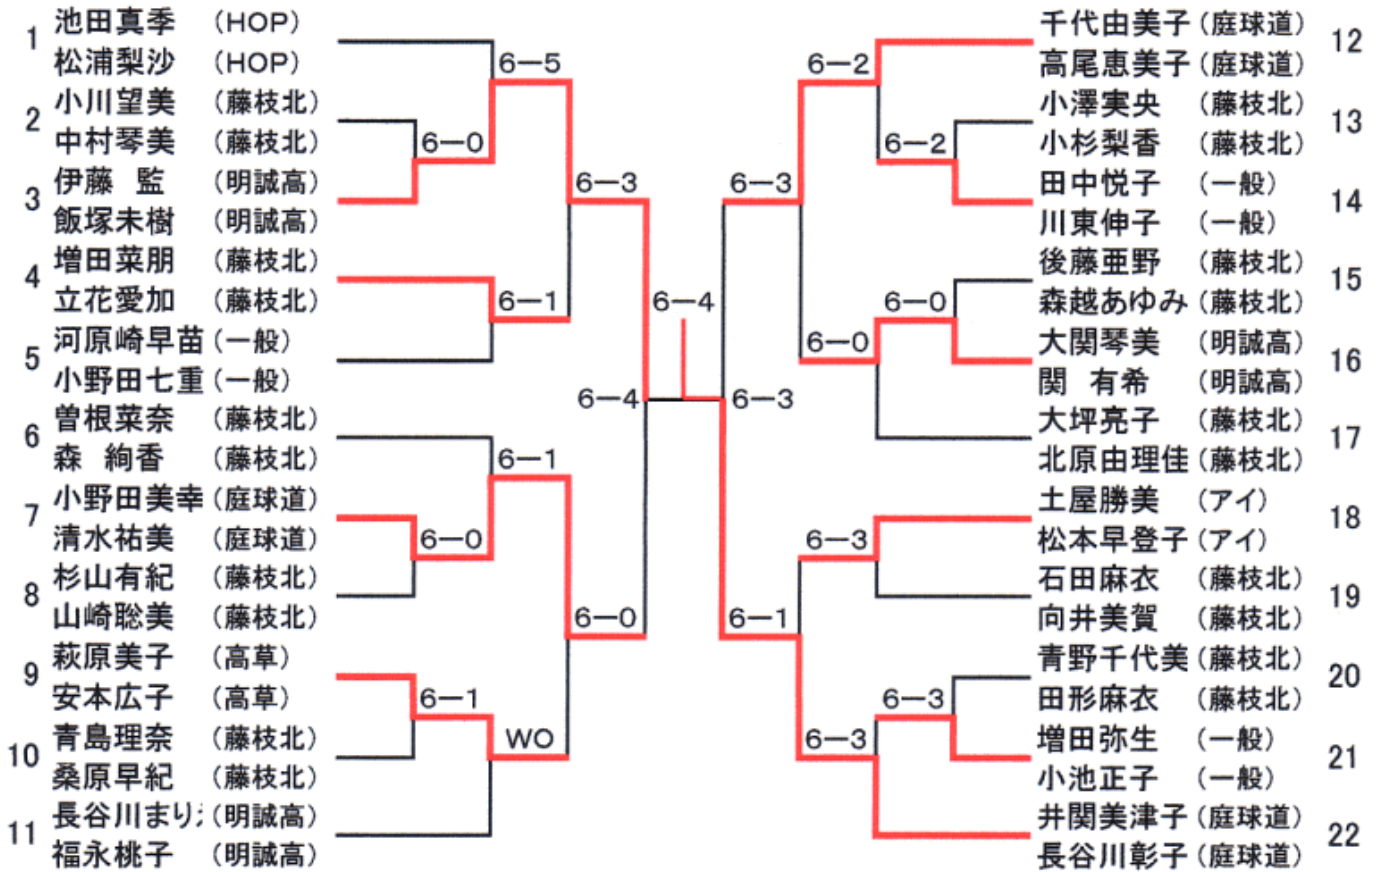 1 池田真季 (HOP)
松浦梨沙 (HOP)
2 小川望美 (藤枝北)
中村琴美 (藤枝北)
3 伊藤 監 (明誠高)
飯塚未樹 (明誠高)
4 増田菜朋 (藤枝北)
立花愛加 (藤枝北)
5 河原崎早苗 (一般)
小野田七重 (一般)
6 曽根菜奈 (藤枝北)
森 絢香 (藤枝北)
7 小野田美幸 (庭球道)
清水祐美 (庭球道)
8 杉山有紀 (藤枝北)
山崎聡美 (藤枝北)
9 萩原美子 (高草)
安本広子 (高草)
10 青島理奈 (藤枝北)
桑原早紀 (藤枝北)
11 長谷川まり (明誠高)
福永桃子 (明誠高)
6-5
6-0
6-3
6-1
6-4
6-1
6-0
6-0
6-1
WO
6-4
6-2
6-2
6-3
6-0
6-0
6-3
6-3
6-1
6-3
6-3
千代由美子 (庭球道) 12
高尾恵美子 (庭球道)
小澤実央 (藤枝北) 13
小杉梨香 (藤枝北)
田中悦子 (一般) 14
川東伸子 (一般)
後藤亜野 (藤枝北) 15
森越あゆみ (藤枝北)
大関琴美 (明誠高) 16
関 有希 (明誠高)
大坪亮子 (藤枝北) 17
北原由理佳 (藤枝北)
土屋勝美 (アイ) 18
松本早登子 (アイ)
石田麻衣 (藤枝北) 19
向井美賀 (藤枝北)
青野千代美 (藤枝北) 20
田形麻衣 (藤枝北)
増田弥生 (一般) 21
小池正子 (一般)
井関美津子 (庭球道) 22
長谷川彰子 (庭球道)